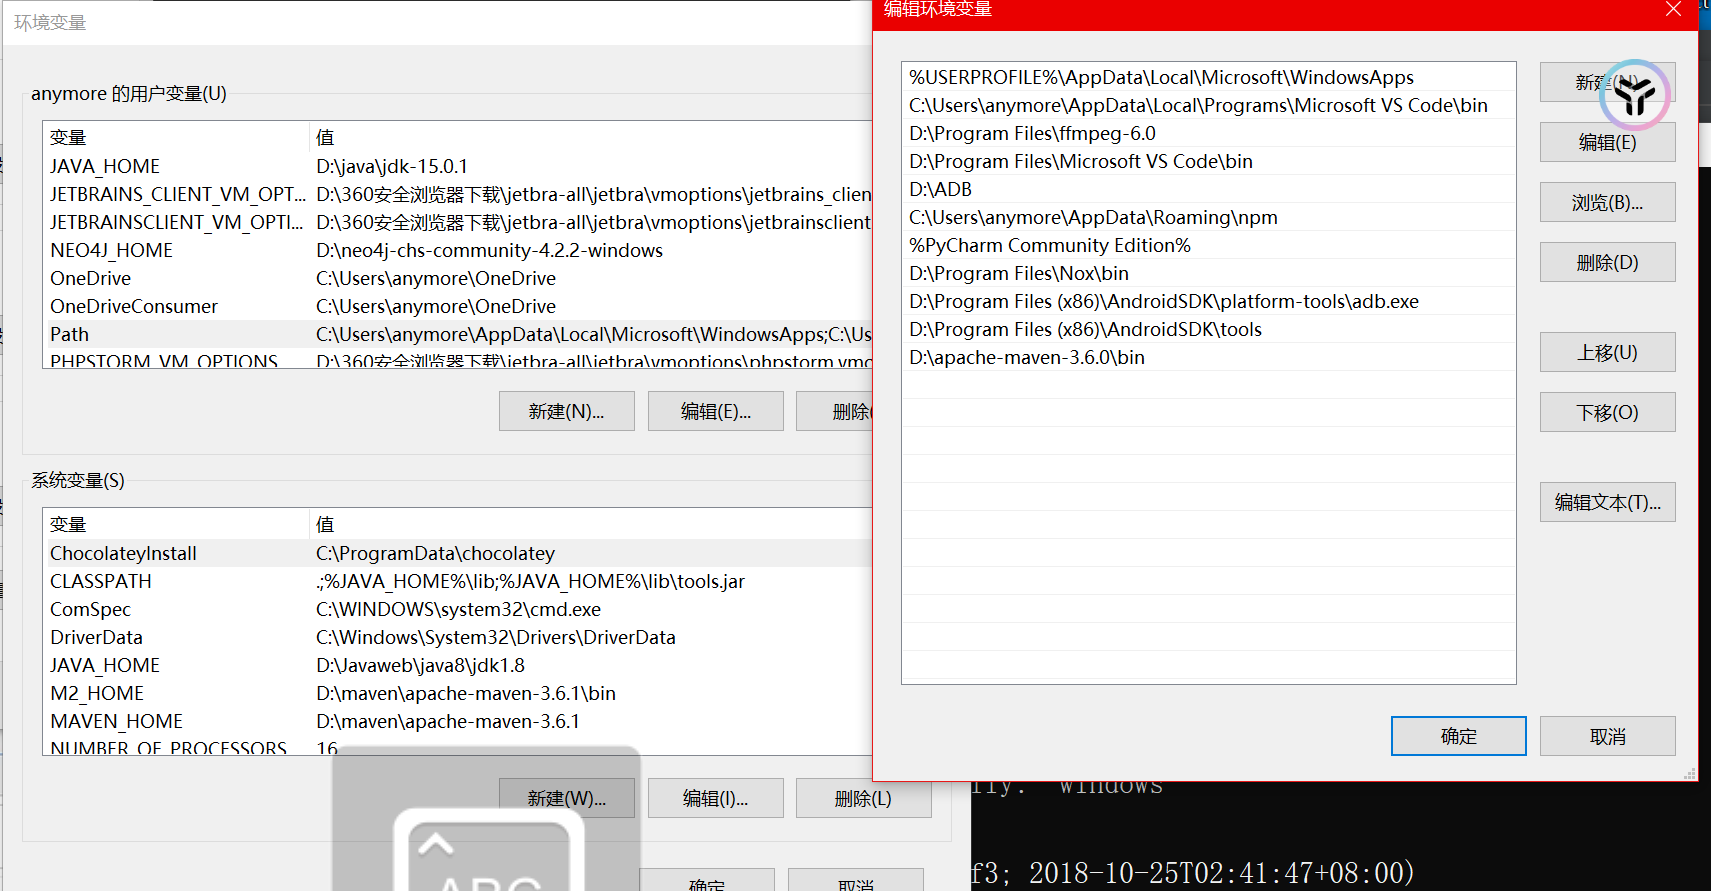 环境变量
anymore 的用户变量(U)
变量 值
JAVA_HOME D:\java\jdk-15.0.1
JETBRAINS_CLIENT_VM_OPT... D:\360安全浏览器下载\jetbra-all\jetbra\vmoptions\jetbrains_clien
JETBRAINSCLIENT_VM_OPTI... D:\360安全浏览器下载\jetbra-all\jetbra\vmoptions\jetbrainsclient
NEO4J_HOME D:\neo4j-chs-community-4.2.2-windows
OneDrive C:\Users\anymore\OneDrive
OneDriveConsumer C:\Users\anymore\OneDrive
Path C:\Users\anymore\AppData\Local\Microsoft\WindowsApps;C:\Us
PHPSTORM_VM_OPTIONS D:\360安全浏览器下载\jetbra-all\jetbra\vmoptions\phpstorm.vmo
新建(N)... 编辑(E)... 删除(
系统变量(S)
变量 值
ChocolateyInstall C:\ProgramData\chocolatey
CLASSPATH .;%JAVA_HOME%\lib;%JAVA_HOME%\lib\tools.jar
ComSpec C:\WINDOWS\system32\cmd.exe
DriverData C:\Windows\System32\Drivers\DriverData
JAVA_HOME D:\Javaweb\java8\jdk1.8
M2_HOME D:\maven\apache-maven-3.6.1\bin
MAVEN_HOME D:\maven\apache-maven-3.6.1
NUMBER_OF_PROCESSORS 16
新建(W)... 编辑(I)... 删除(L)
ABC
确定 取消
编辑环境变量
%USERPROFILE%\AppData\Local\Microsoft\WindowsApps
C:\Users\anymore\AppData\Local\Programs\Microsoft VS Code\bin
D:\Program Files\ffmpeg-6.0
D:\Program Files\Microsoft VS Code\bin
D:\ADB
C:\Users\anymore\AppData\Roaming\npm
%PyCharm Community Edition%
D:\Program Files\Nox\bin
D:\Program Files (x86)\AndroidSDK\platform-tools\adb.exe
D:\Program Files (x86)\AndroidSDK\tools
D:\apache-maven-3.6.0\bin
新建(N)
编辑(E)
浏览(B)...
删除(D)
上移(U)
下移(O)
编辑文本(T)...
确定 取消
ily: "windows
f3; 2018-10-25T02:41:47+08:00)